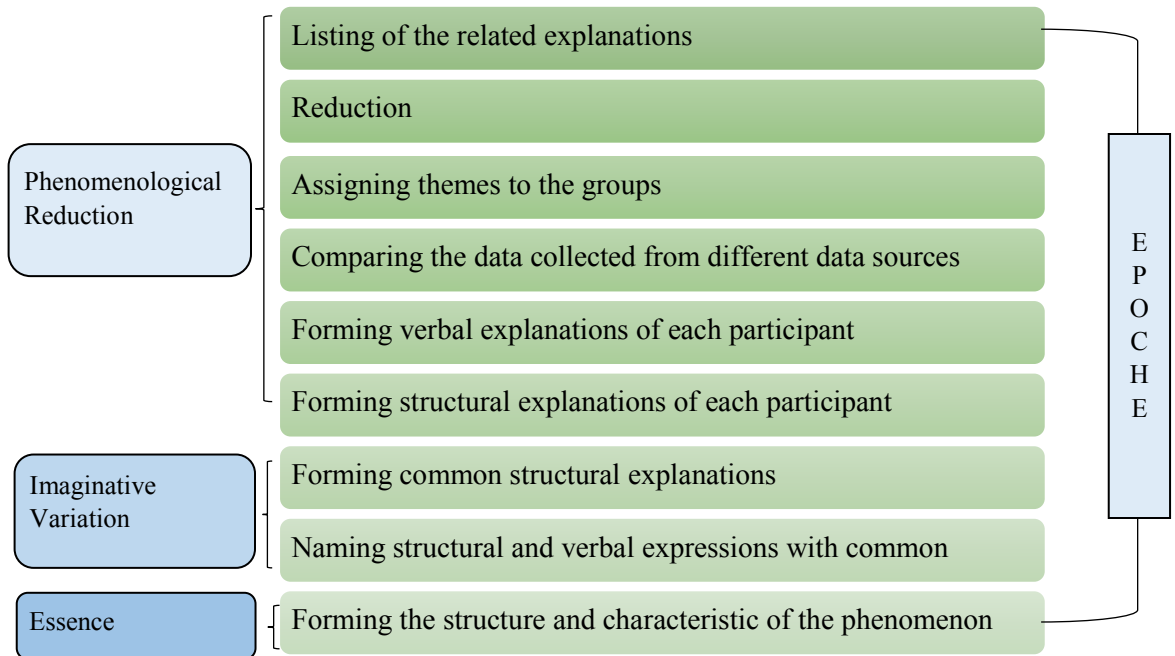 Listing of the related explanations
Reduction
Phenomenological
Reduction
Assigning themes to the groups
Comparing the data collected from different data sources
Forming verbal explanations of each participant
Forming structural explanations of each participant
Imaginative
Variation
Forming common structural explanations
Naming structural and verbal expressions with common
Essence
Forming the structure and characteristic of the phenomenon
E
P
O
C
H
E